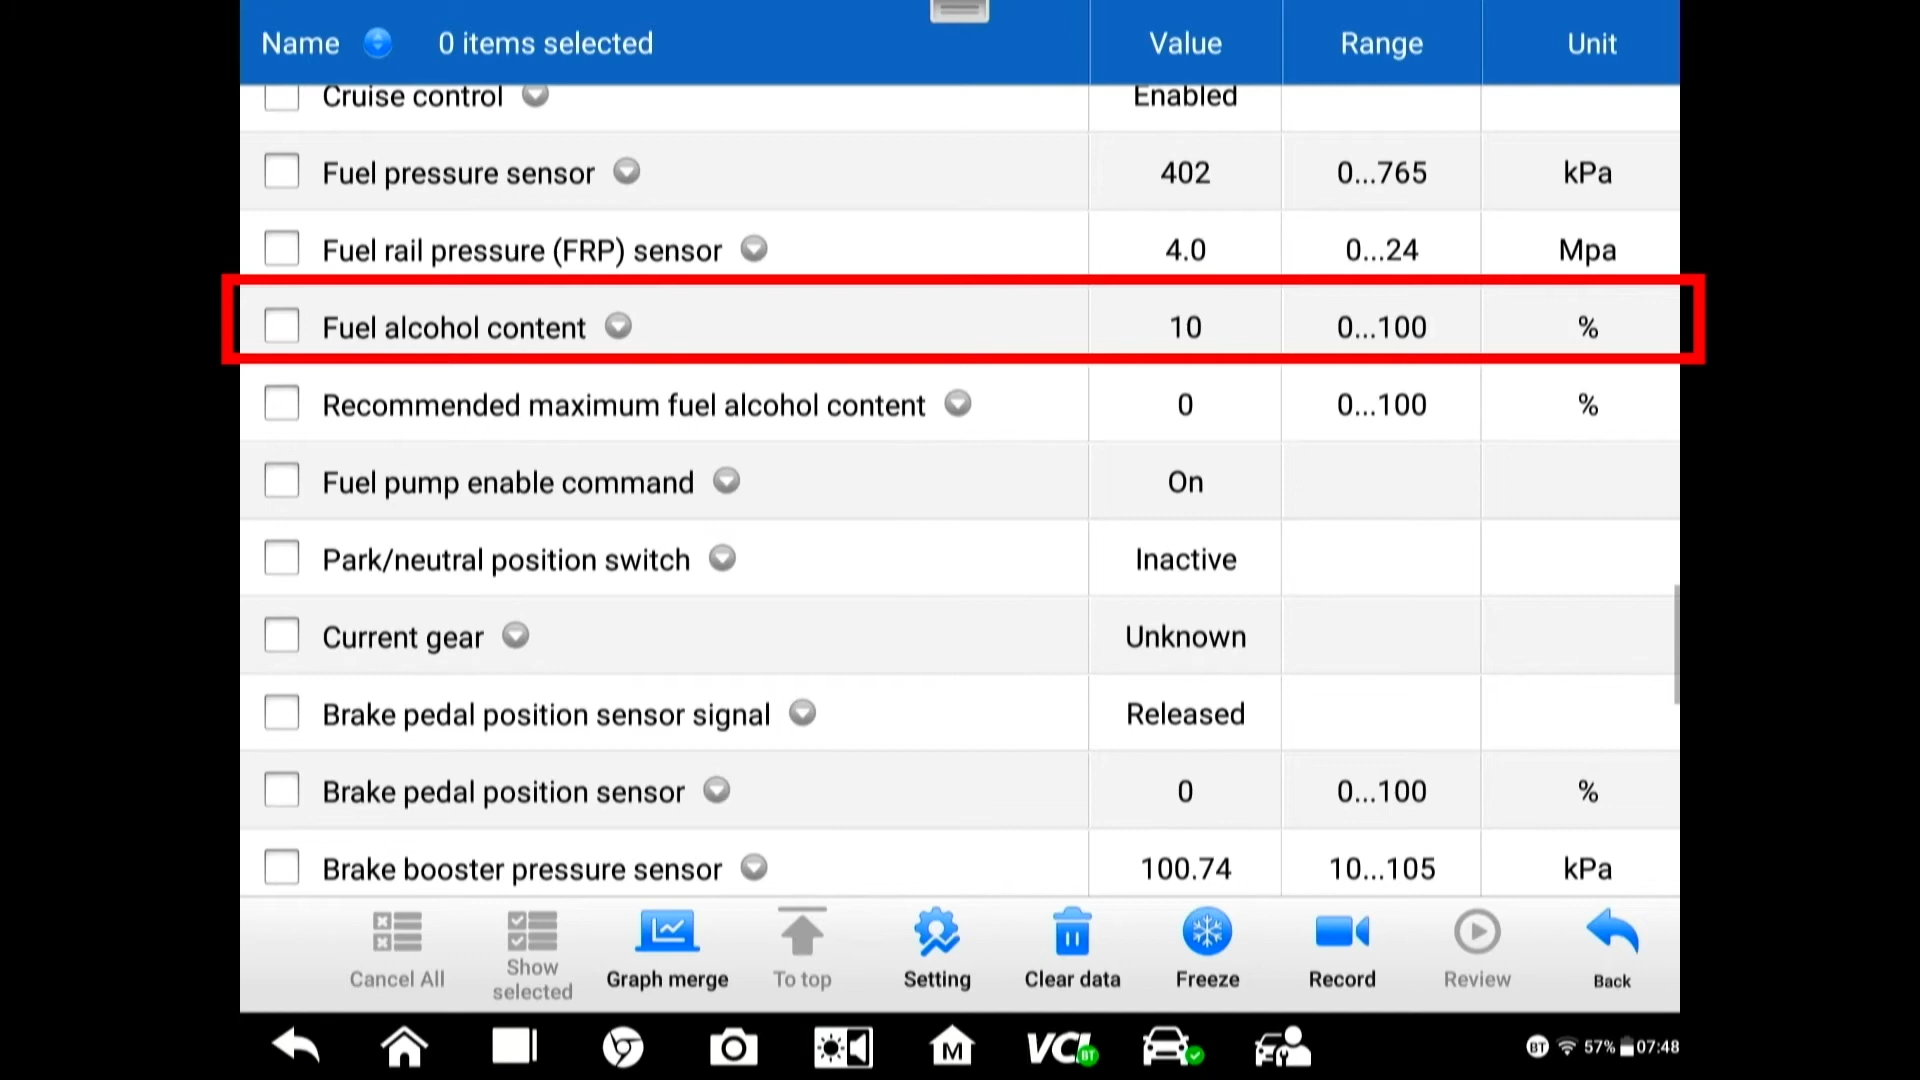 Name 0 items selected Value Range Unit
Cruise control Enabled
Fuel pressure sensor 402 0...765 kPa
Fuel rail pressure (FRP) sensor 4.0 0...24 Mpa
Fuel alcohol content 10 0...100 %
Recommended maximum fuel alcohol content 0 0...100 %
Fuel pump enable command On
Park/neutral position switch Inactive
Current gear Unknown
Brake pedal position sensor signal Released
Brake pedal position sensor 0 0...100 %
Brake booster pressure sensor 100.74 10...105 kPa
Cancel All Show selected Graph merge To top Setting Clear data Freeze Record Review Back
M VCI BT BT 57% 07:48